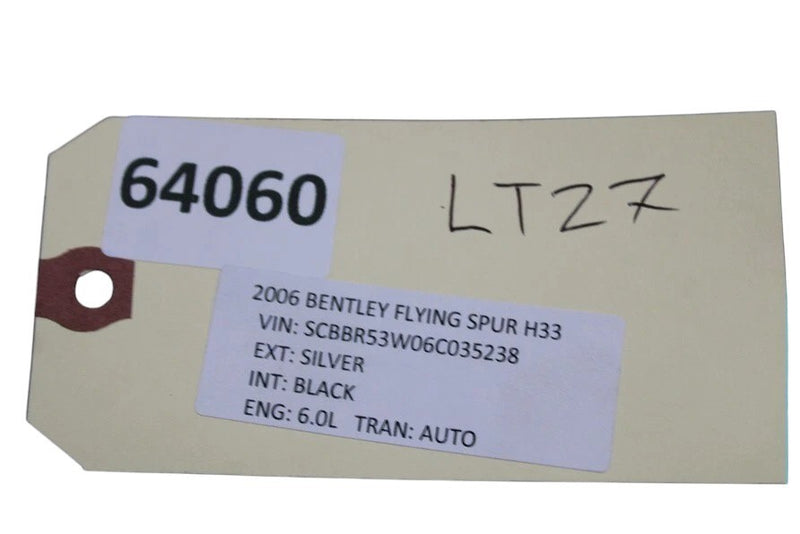 64060
LT27
2006 BENTLEY FLYING SPUR H33
VIN: SCBBR53W06C035238
EXT: SILVER
INT: BLACK
ENG: 6.0L TRAN: AUTO